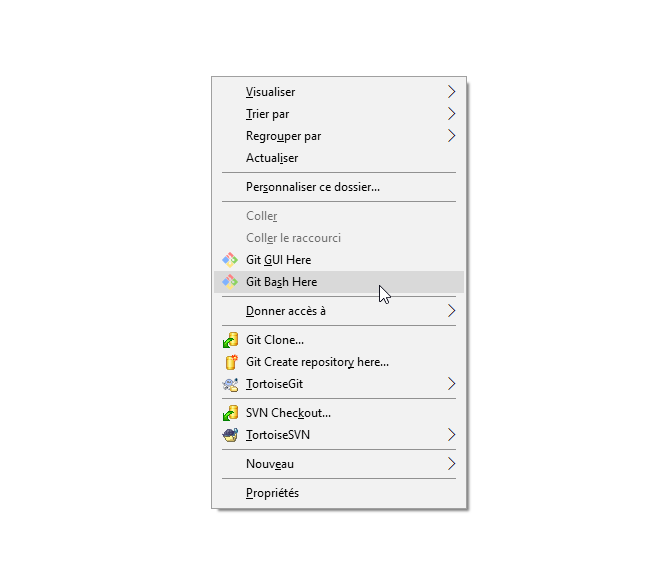 Visualiser
Trier par
Regrouper par
Actualiser
Personnaliser ce dossier...
Coller
Coller le raccourci
Git GUI Here
Git Bash Here
Donner accès à
Git Clone...
Git Create repository here...
TortoiseGit
SVN Checkout...
TortoiseSVN
Nouveau
Propriétés